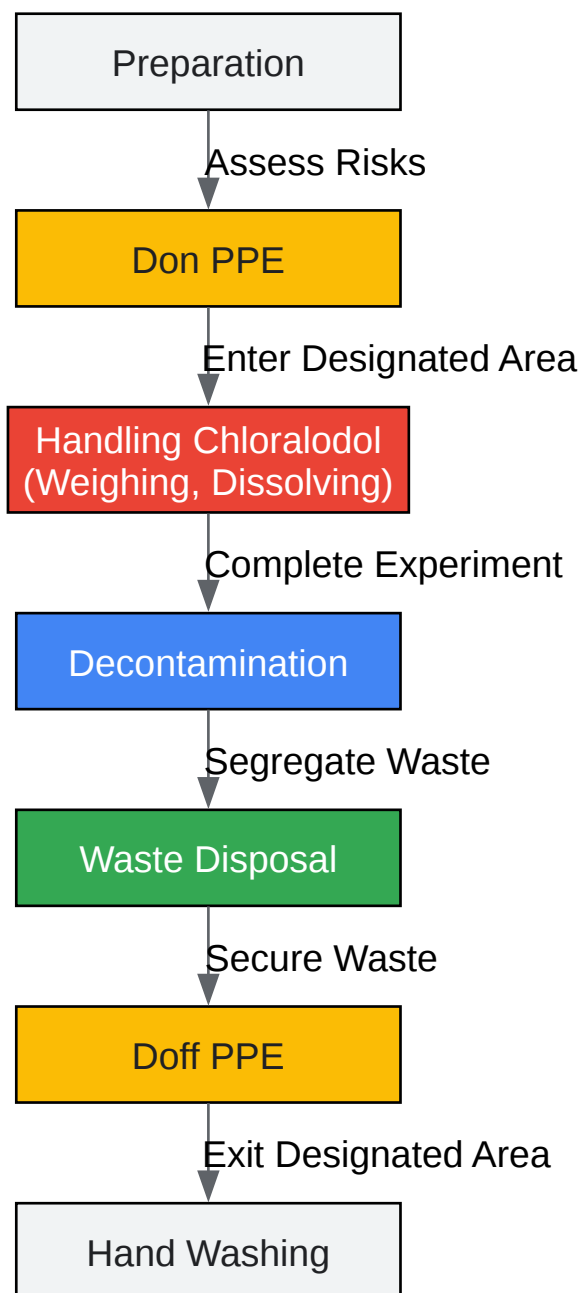 Preparation
Assess Risks
Don PPE
Enter Designated Area
Handling Chloralodol
(Weighing, Dissolving)
Complete Experiment
Decontamination
Segregate Waste
Waste Disposal
Secure Waste
Doff PPE
Exit Designated Area
Hand Washing